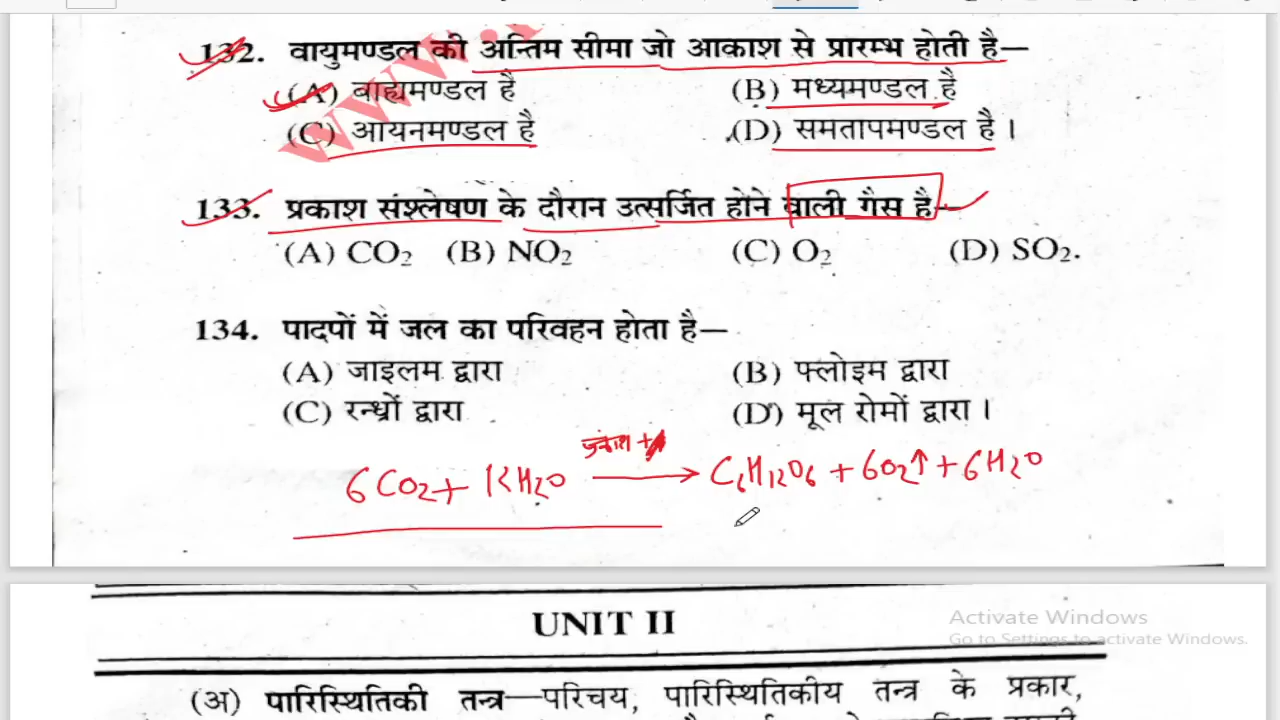 132. वायुमण्डल की अन्तिम सीमा जो आकाश से प्रारम्भ होती है—
(A) वाह्यमण्डल है (B) मध्यमण्डल है
(C) आयनमण्डल है (D) समतापमण्डल है।
133. प्रकाश संश्लेषण के दौरान उत्सर्जित होने वाली गैस है—
(A) CO₂ (B) NO₂ (C) O₂ (D) SO₂.
134. पादपों में जल का परिवहन होता है—
(A) जाइलम द्वारा (B) फ्लोइम द्वारा
(C) रन्ध्रों द्वारा (D) मूल रोमों द्वारा।
6CO₂ + 12H₂O → C₆H₁₂O₆ + 6O₂↑ + 6H₂O
UNIT II
Activate Windows
Go to Settings to activate Windows.
(अ) पारिस्थितिकी तन्त्र—परिचय, पारिस्थितिकीय तन्त्र के प्रकार,